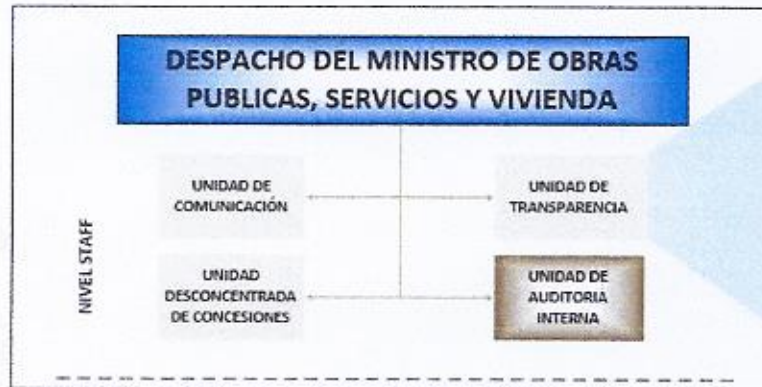 DESPACHO DEL MINISTRO DE OBRAS
PUBLICAS, SERVICIOS Y VIVIENDA
UNIDAD DE
COMUNICACIÓN
UNIDAD DE
TRANSPARENCIA
NIVEL STAFF
UNIDAD
DESCONCENTRADA
DE CONCESIONES
UNIDAD DE
AUDITORIA
INTERNA